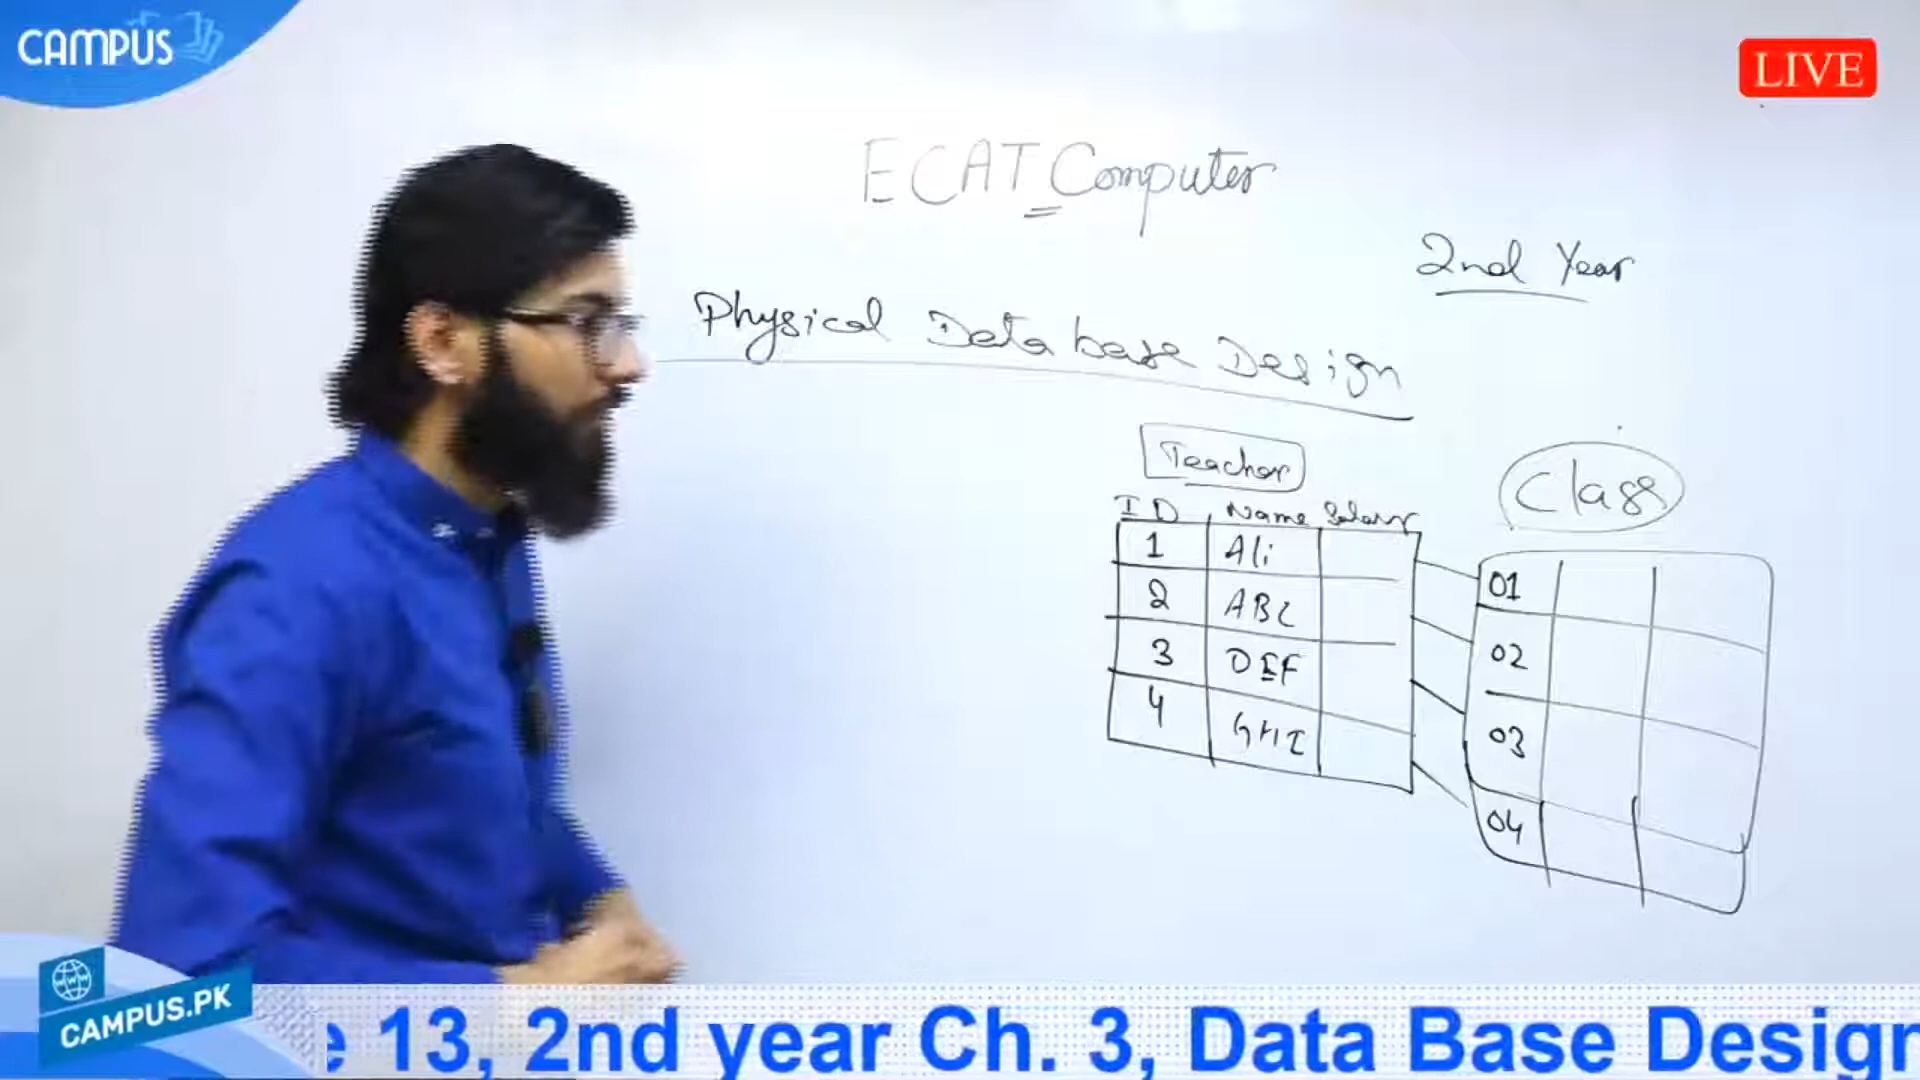 CAMPUS
LIVE
ECAT Computer
2nd Year
Physical Data base Design
Teacher
Class
ID Name Salary
1 Ali
2 ABC
3 DEF
4 GHI
01
02
03
04
www
CAMPUS.PK
e 13, 2nd year Ch. 3, Data Base Design